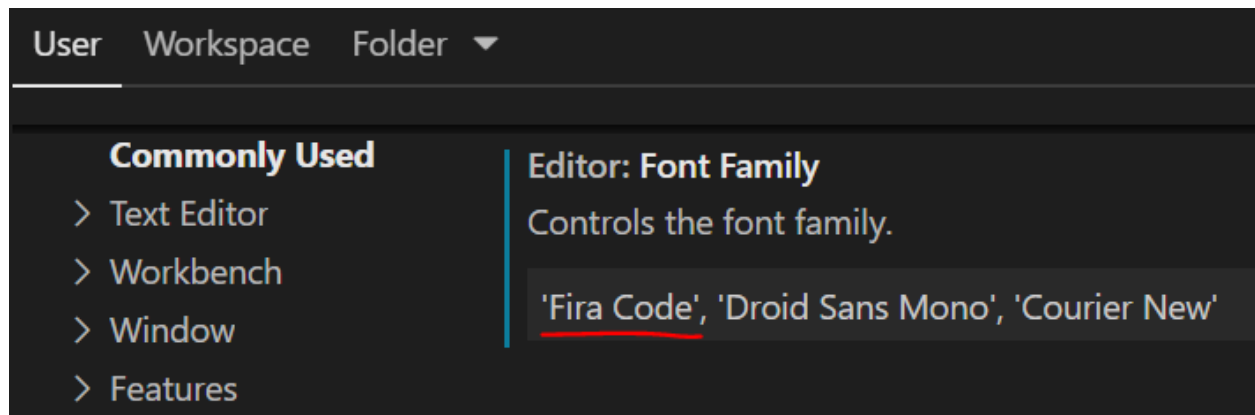 User Workspace Folder
Commonly Used
Text Editor
Workbench
Window
Features
Editor: Font Family
Controls the font family.
'Fira Code', 'Droid Sans Mono', 'Courier New'